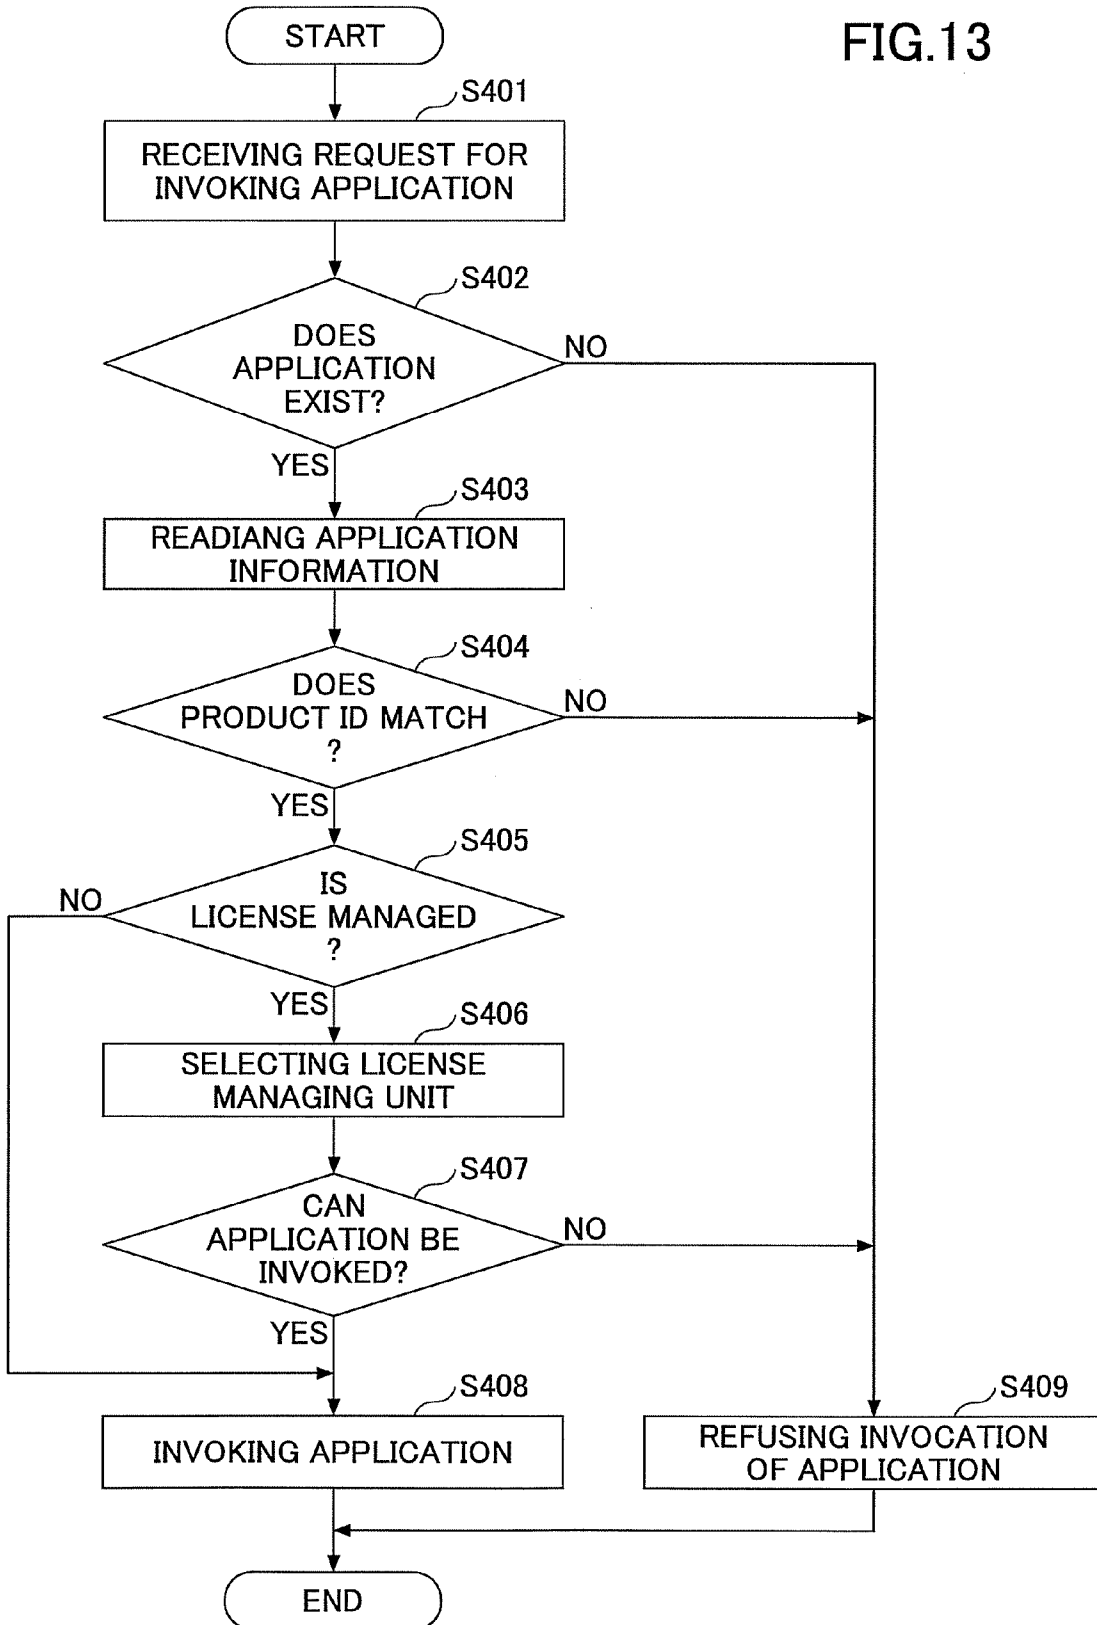 FIG.13
START
S401
RECEIVING REQUEST FOR
INVOKING APPLICATION
S402
DOES
APPLICATION
EXIST?
NO
YES
S403
READIANG APPLICATION
INFORMATION
S404
DOES
PRODUCT ID MATCH
?
NO
YES
S405
IS
LICENSE MANAGED
?
NO
YES
S406
SELECTING LICENSE
MANAGING UNIT
S407
CAN
APPLICATION BE
INVOKED?
NO
YES
S408
INVOKING APPLICATION
S409
REFUSING INVOCATION
OF APPLICATION
END